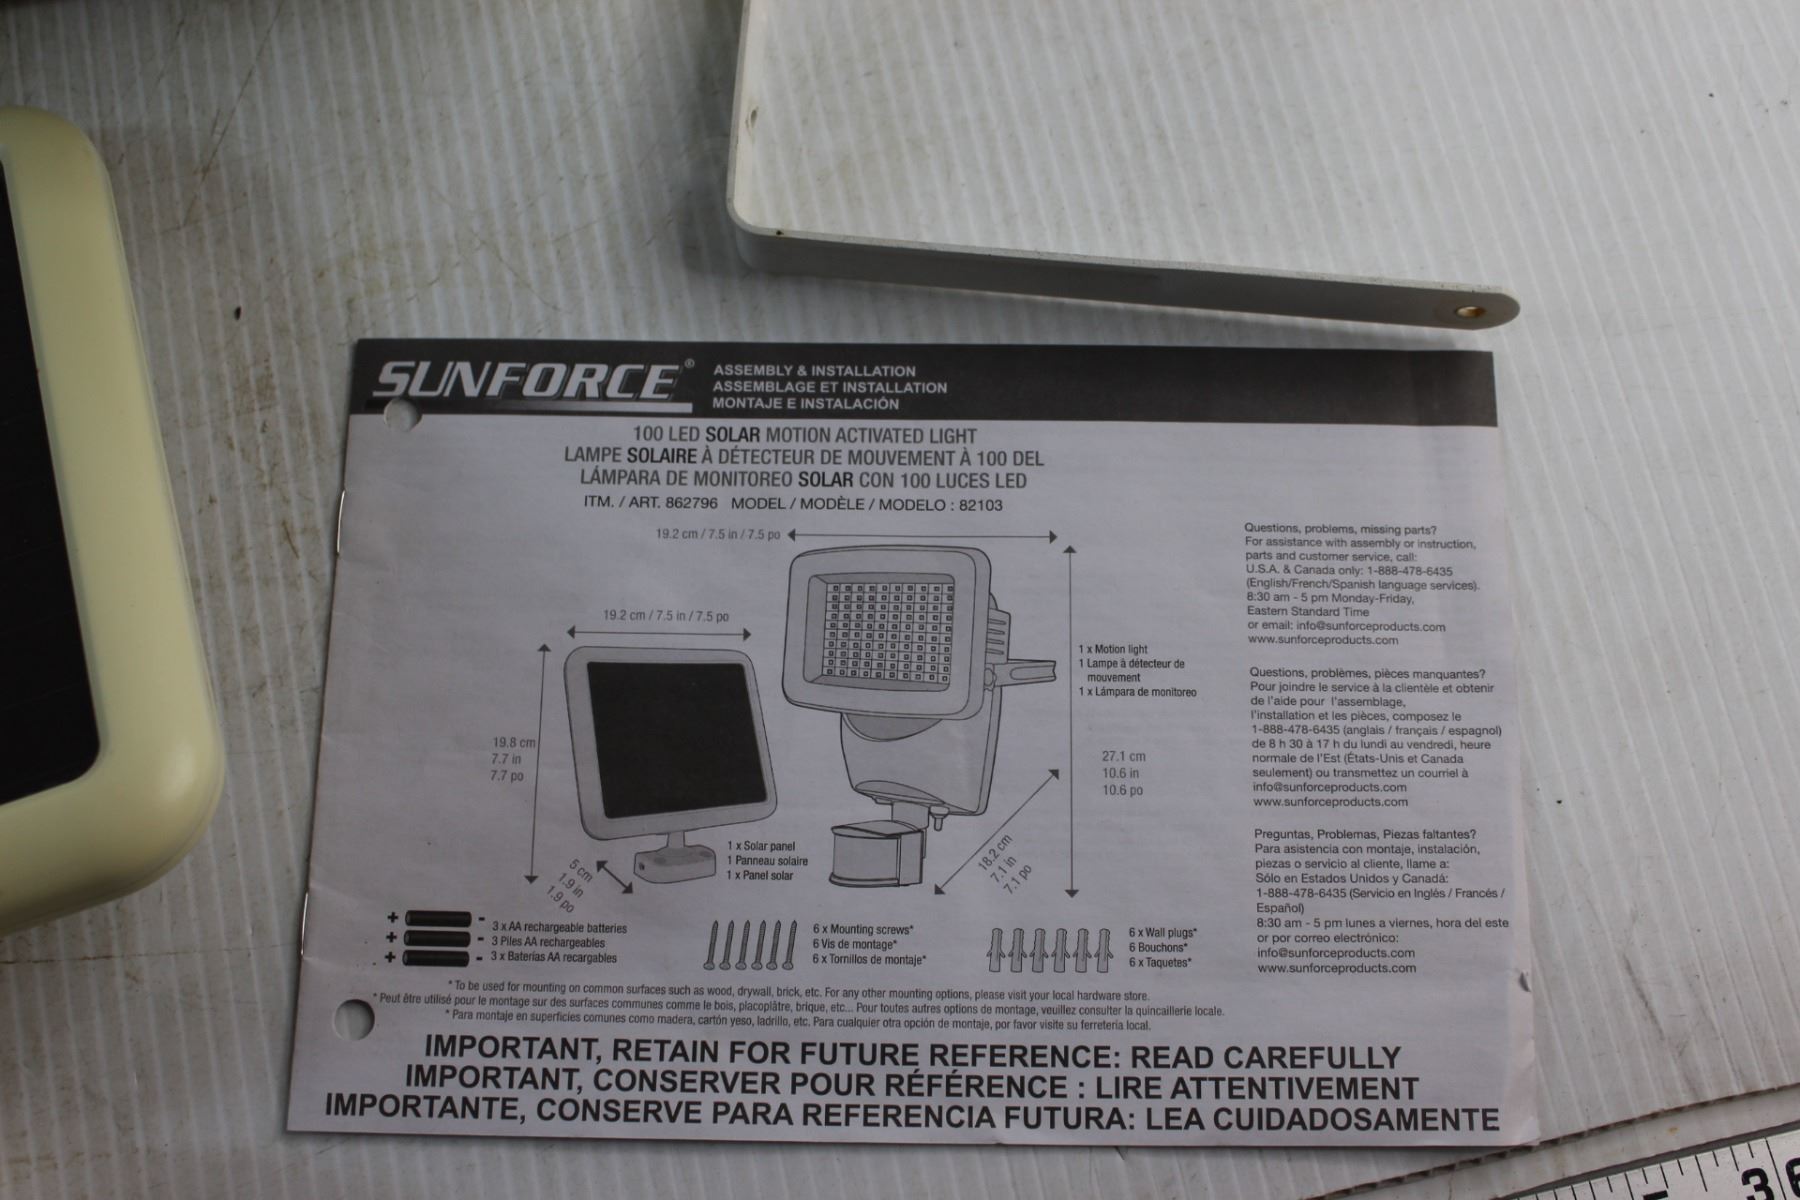 SUNFORCE®
ASSEMBLY & INSTALLATION
ASSEMBLAGE ET INSTALLATION
MONTAJE E INSTALACIÓN
100 LED SOLAR MOTION ACTIVATED LIGHT
LAMPE SOLAIRE À DÉTECTEUR DE MOUVEMENT À 100 DEL
LÁMPARA DE MONITOREO SOLAR CON 100 LUCES LED
ITM. / ART. 862796 MODEL / MODÈLE / MODELO : 82103
19.2 cm / 7.5 in / 7.5 po
19.2 cm / 7.5 in / 7.5 po
19.8 cm
7.7 in
7.7 po
5 cm
1.9 in
1.9 po
1 x Solar panel
1 Panneau solaire
1 x Panel solar
1 x Motion light
1 Lampe à détecteur de
mouvement
1 x Lámpara de monitoreo
27.1 cm
10.6 in
10.6 po
18.2 cm
7.1 in
7.1 po
+ -
+ -
+ -
3 x AA rechargeable batteries
3 Piles AA rechargeables
3 x Baterías AA recargables
6 x Mounting screws*
6 Vis de montage*
6 x Tornillos de montaje*
6 x Wall plugs*
6 Bouchons*
6 x Taquetes*
Questions, problems, missing parts?
For assistance with assembly or instruction,
parts and customer service, call:
U.S.A. & Canada only: 1-888-478-6435
(English/French/Spanish language services).
8:30 am - 5 pm Monday-Friday,
Eastern Standard Time
or email: info@sunforceproducts.com
www.sunforceproducts.com
Questions, problèmes, pièces manquantes?
Pour joindre le service à la clientèle et obtenir
de l'aide pour l'assemblage,
l'installation et les pièces, composez le
1-888-478-6435 (anglais / français / espagnol)
de 8 h 30 à 17 h du lundi au vendredi, heure
normale de l'Est (États-Unis et Canada
seulement) ou transmettez un courriel à
info@sunforceproducts.com
www.sunforceproducts.com
Preguntas, Problemas, Piezas faltantes?
Para asistencia con montaje, instalación,
piezas o servicio al cliente, llame a:
Sólo en Estados Unidos y Canadá:
1-888-478-6435 (Servicio en Inglés / Francés /
Español)
8:30 am - 5 pm lunes a viernes, hora del este
or por correo electrónico:
info@sunforceproducts.com
www.sunforceproducts.com
* To be used for mounting on common surfaces such as wood, drywall, brick, etc. For any other mounting options, please visit your local hardware store.
* Peut être utilisé pour le montage sur des surfaces communes comme le bois, placoplâtre, brique, etc... Pour toutes autres options de montage, veuillez consulter la quincaillerie locale.
* Para montaje en superficies comunes como madera, cartón yeso, ladrillo, etc. Para cualquier otra opción de montaje, por favor visite su ferretería local.
IMPORTANT, RETAIN FOR FUTURE REFERENCE: READ CAREFULLY
IMPORTANT, CONSERVER POUR RÉFÉRENCE : LIRE ATTENTIVEMENT
IMPORTANTE, CONSERVE PARA REFERENCIA FUTURA: LEA CUIDADOSAMENTE
36